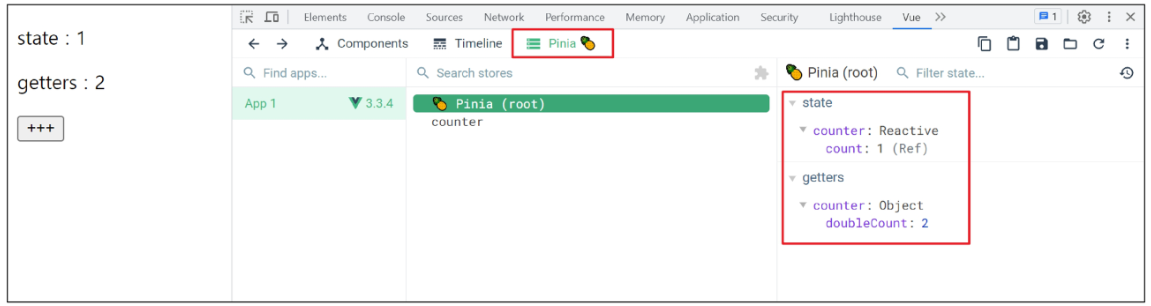 state : 1
getters : 2
+++
Elements Console Sources Network Performance Memory Application Security Lighthouse Vue >> 1
Components Timeline Pinia 🍍
Find apps...
Search stores
🍍 Pinia (root) Filter state...
App 1 3.3.4
🍍 Pinia (root)
counter
state
counter: Reactive
count: 1 (Ref)
getters
counter: Object
doubleCount: 2